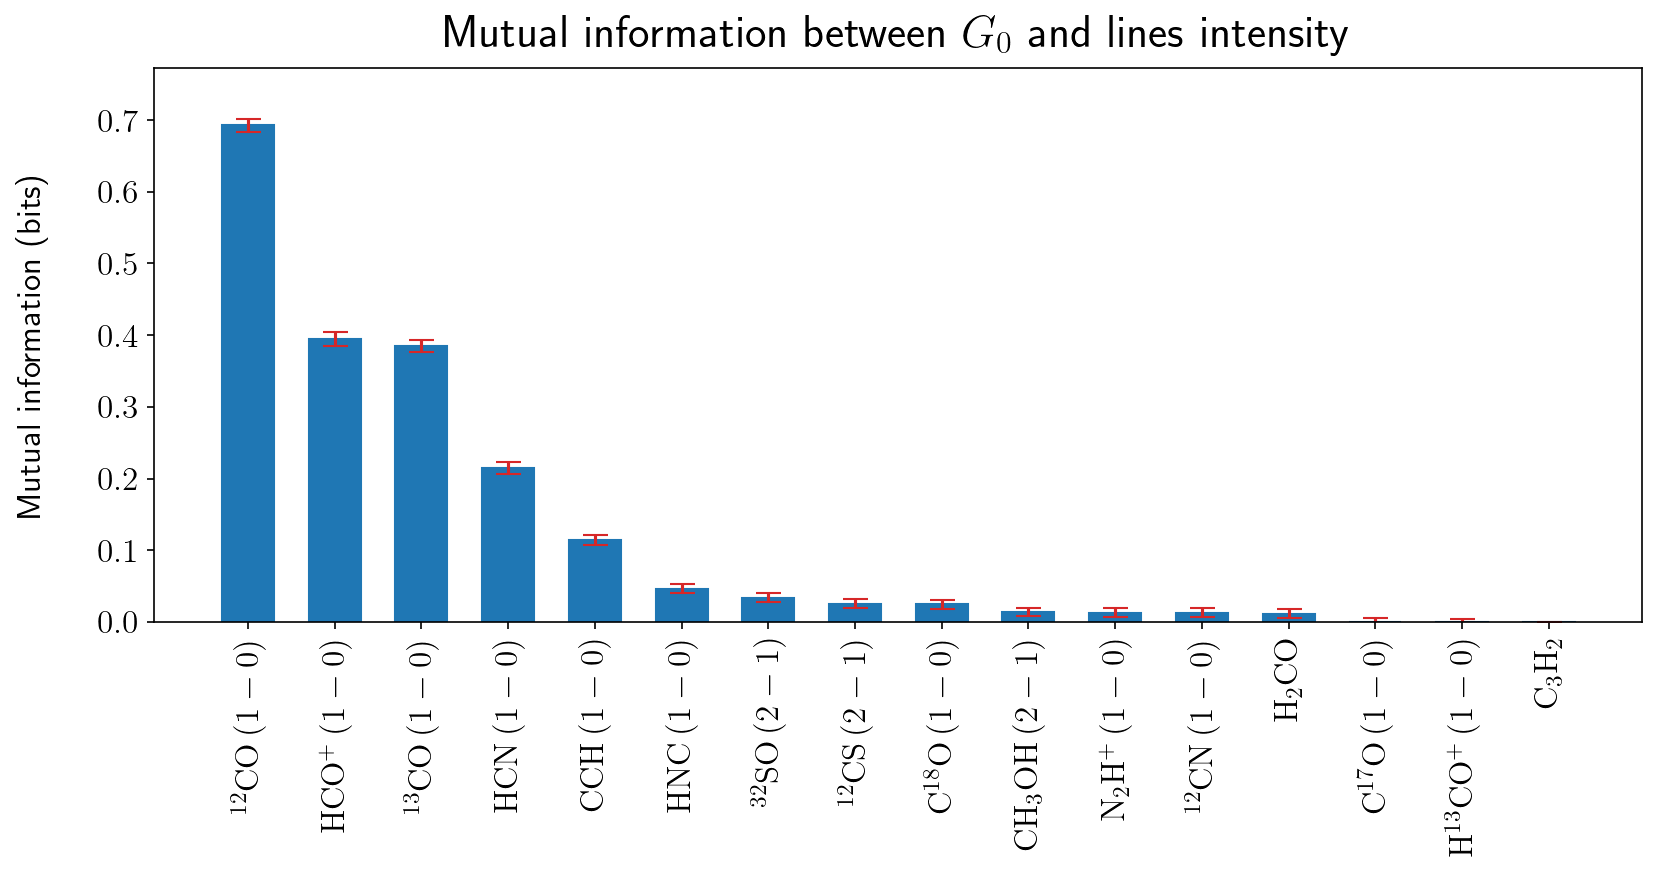 Mutual information between G₀ and lines intensity
Mutual information (bits)
0.7
0.6
0.5
0.4
0.3
0.2
0.1
0.0
¹²CO (1 − 0)
HCO⁺ (1 − 0)
¹³CO (1 − 0)
HCN (1 − 0)
CCH (1 − 0)
HNC (1 − 0)
³²SO (2 − 1)
¹²CS (2 − 1)
C¹⁸O (1 − 0)
CH₃OH (2 − 1)
N₂H⁺ (1 − 0)
¹²CN (1 − 0)
H₂CO
C¹⁷O (1 − 0)
H¹³CO⁺ (1 − 0)
C₃H₂